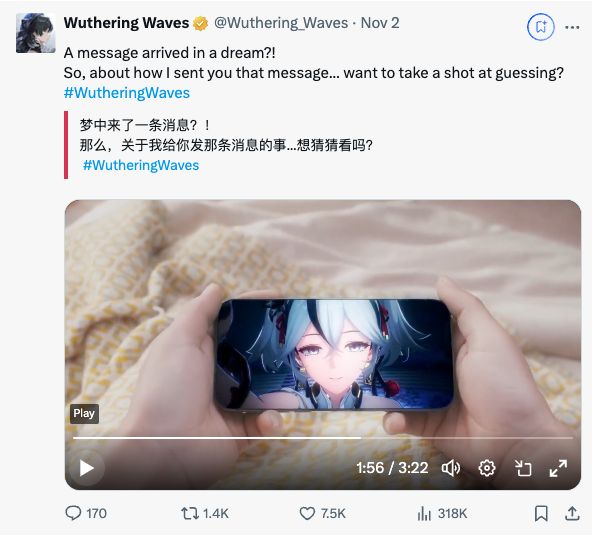 Wuthering Waves @Wuthering_Waves · Nov 2
A message arrived in a dream?!
So, about how I sent you that message... want to take a shot at guessing?
#WutheringWaves
梦中来了一条消息？！
那么，关于我给你发那条消息的事...想猜猜看吗?
#WutheringWaves
Play
1:56 / 3:22
170 1.4K 7.5K 318K